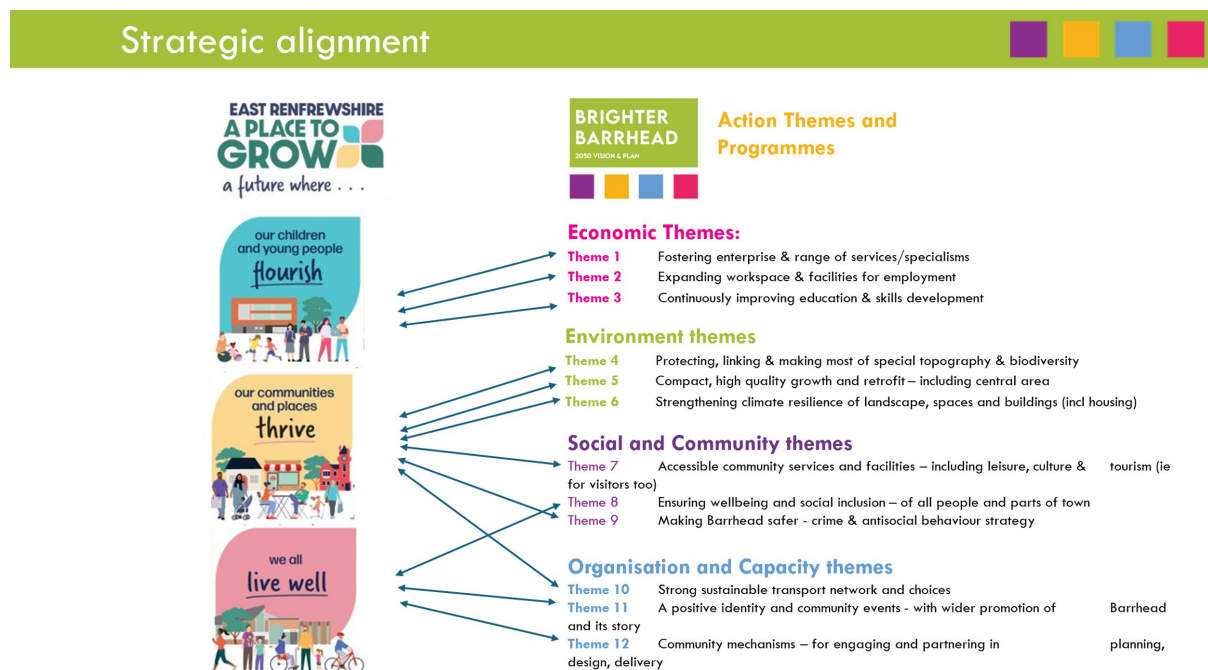 Strategic alignment
EAST RENFREWSHIRE
A PLACE TO
GROW
a future where . . .
BRIGHTER
BARRHEAD
2050 VISION & PLAN
Action Themes and
Programmes
our children
and young people
flourish
our communities
and places
thrive
we all
live well
Economic Themes:
Theme 1 Fostering enterprise & range of services/specialisms
Theme 2 Expanding workspace & facilities for employment
Theme 3 Continuously improving education & skills development
Environment themes
Theme 4 Protecting, linking & making most of special topography & biodiversity
Theme 5 Compact, high quality growth and retrofit – including central area
Theme 6 Strengthening climate resilience of landscape, spaces and buildings (incl housing)
Social and Community themes
Theme 7 Accessible community services and facilities – including leisure, culture & tourism (ie
for visitors too)
Theme 8 Ensuring wellbeing and social inclusion – of all people and parts of town
Theme 9 Making Barrhead safer - crime & antisocial behaviour strategy
Organisation and Capacity themes
Theme 10 Strong sustainable transport network and choices
Theme 11 A positive identity and community events - with wider promotion of Barrhead
and its story
Theme 12 Community mechanisms – for engaging and partnering in planning,
design, delivery